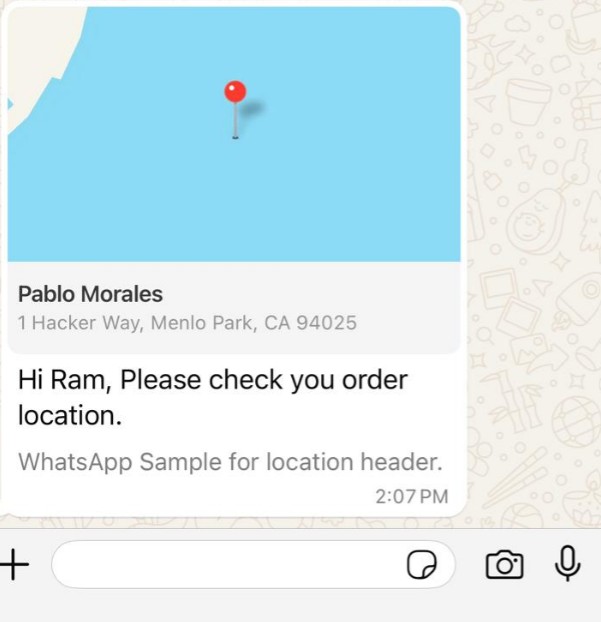 Pablo Morales
1 Hacker Way, Menlo Park, CA 94025
Hi Ram, Please check you order
location.
WhatsApp Sample for location header.
2:07 PM